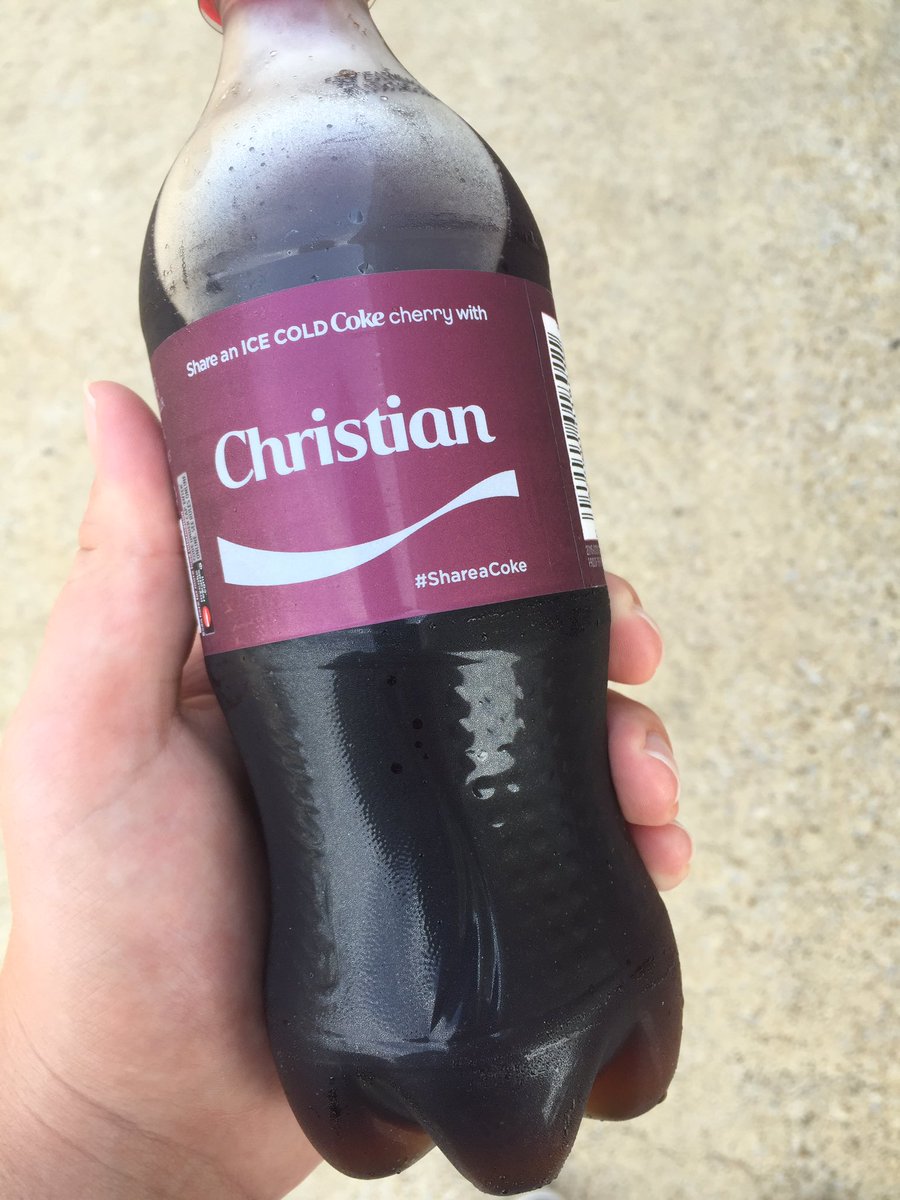 Share an ICE COLD Coke cherry with
Christian
#ShareaCoke